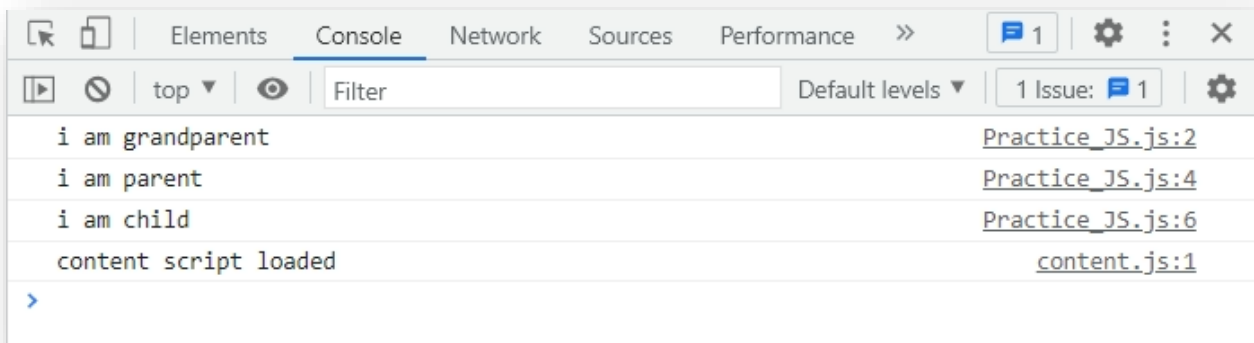 Elements Console Network Sources Performance » 1
top ▼ Filter Default levels ▼ 1 Issue: 1
i am grandparent Practice_JS.js:2
i am parent Practice_JS.js:4
i am child Practice_JS.js:6
content script loaded content.js:1
>